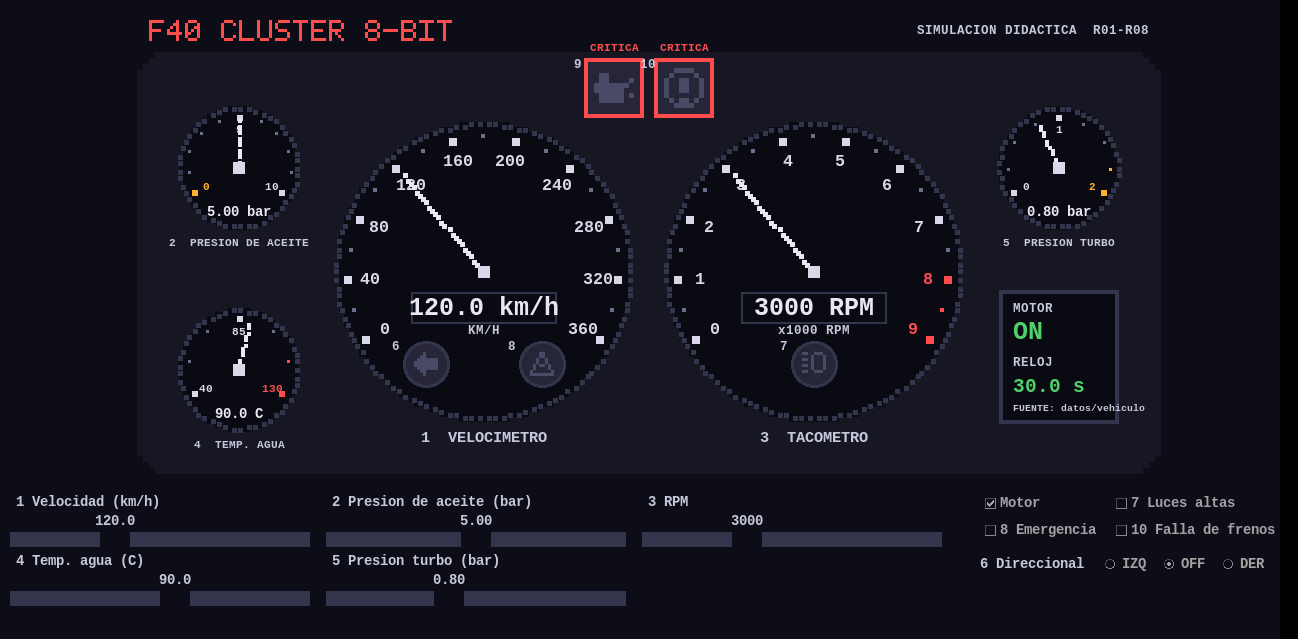 F40 CLUSTER 8-BIT
SIMULACION DIDACTICA R01-R08
CRITICA CRITICA
9 10
5
0 10
5.00 bar
2 PRESION DE ACEITE
85
40 130
90.0 C
4 TEMP. AGUA
0 40 80 120 160 200 240 280 320 360
120.0 km/h
KM/H
6 8
1 VELOCIMETRO
0 1 2 3 4 5 6 7 8 9
3000 RPM
x1000 RPM
7
3 TACOMETRO
1
0 2
0.80 bar
5 PRESION TURBO
MOTOR
ON
RELOJ
30.0 s
FUENTE: datos/vehiculo
1 Velocidad (km/h)
120.0
2 Presion de aceite (bar)
5.00
3 RPM
3000
4 Temp. agua (C)
90.0
5 Presion turbo (bar)
0.80
Motor
7 Luces altas
8 Emergencia
10 Falla de frenos
6 Direccional IZQ OFF DER